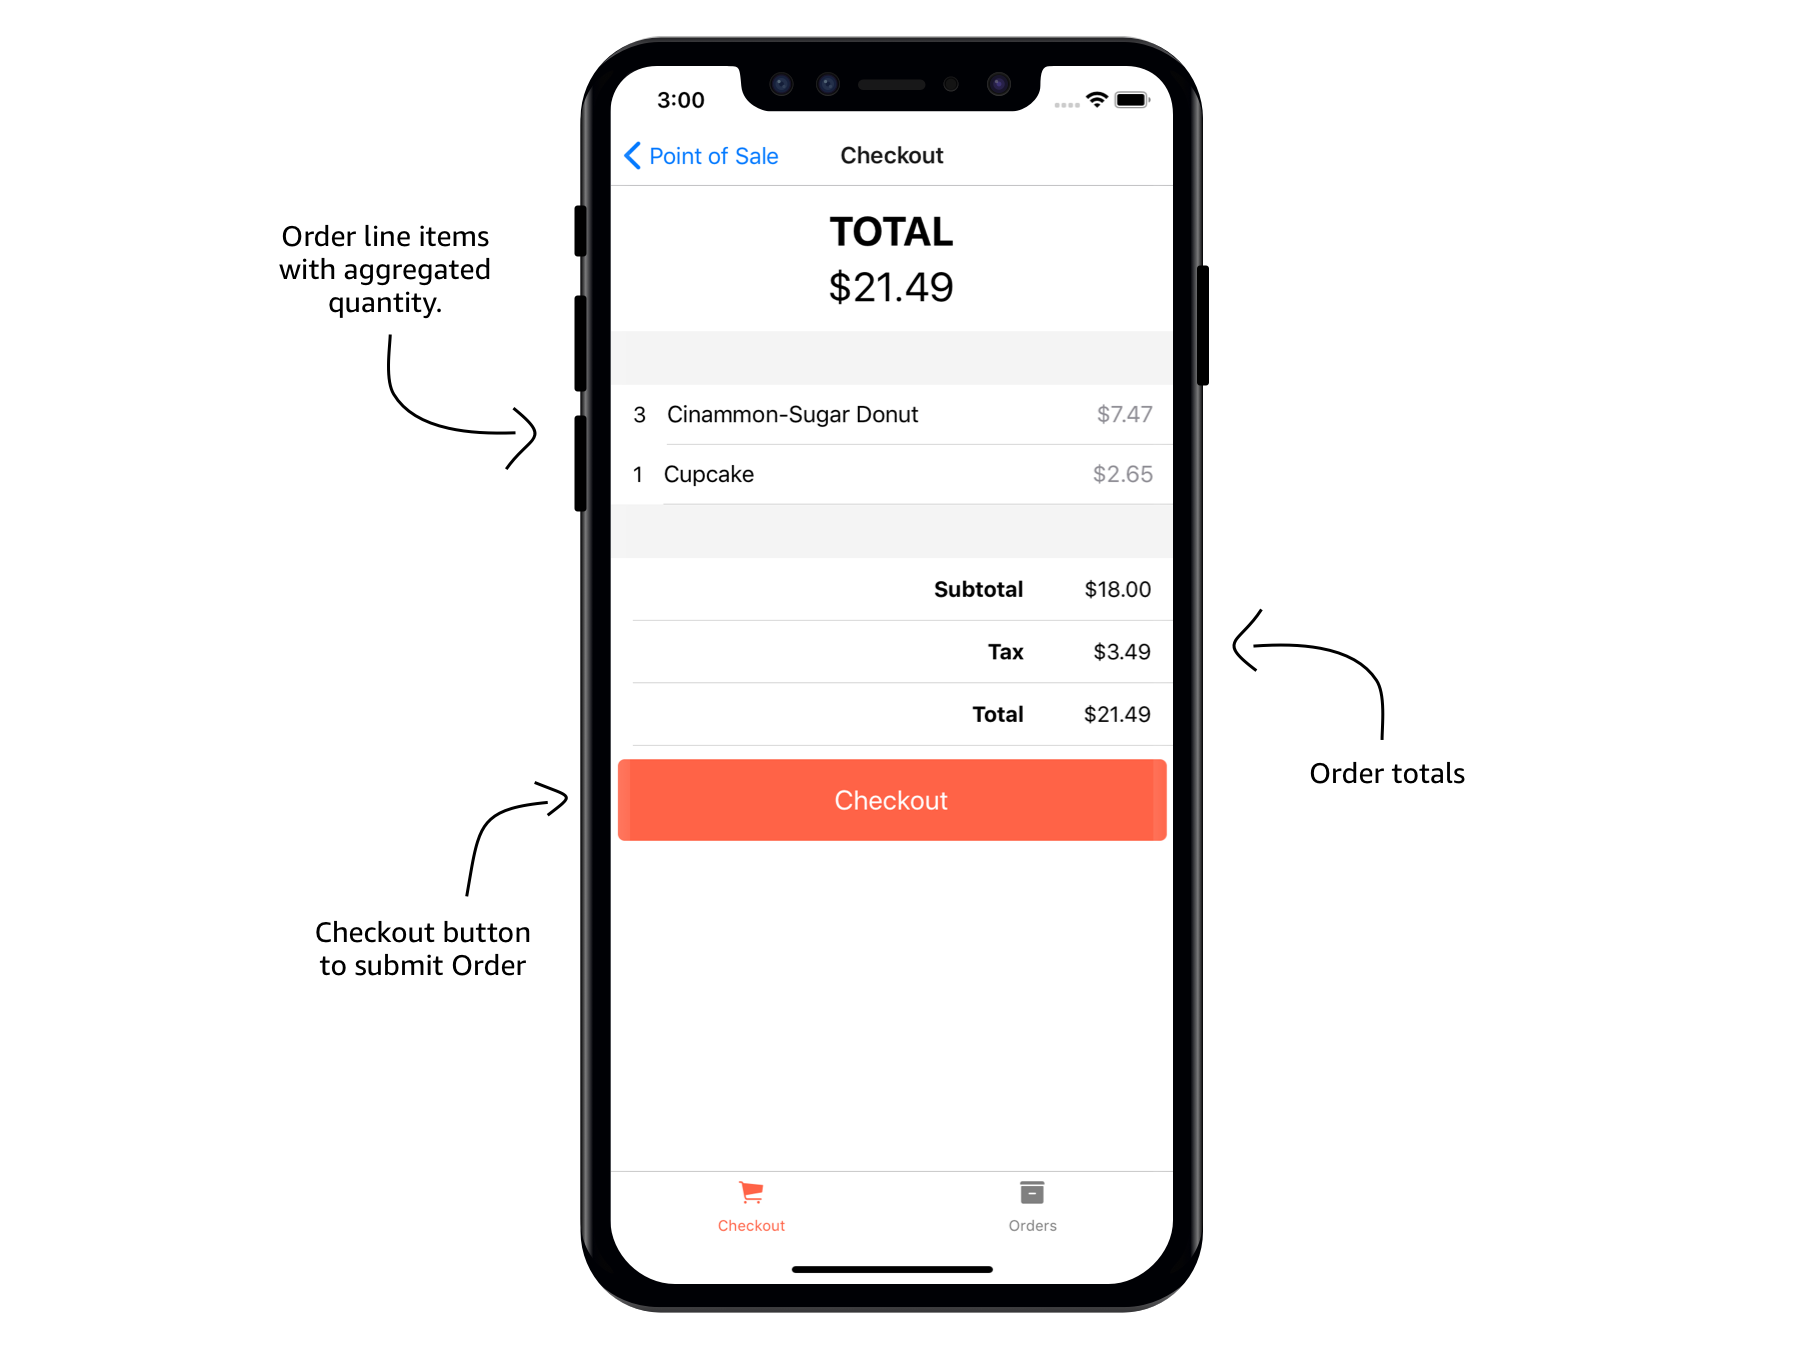 3:00
Point of Sale
Checkout
TOTAL
$21.49
Order line items
with aggregated
quantity.
3 Cinammon-Sugar Donut $7.47
1 Cupcake $2.65
Subtotal $18.00
Tax $3.49
Total $21.49
Order totals
Checkout
Checkout button
to submit Order
Checkout
Orders